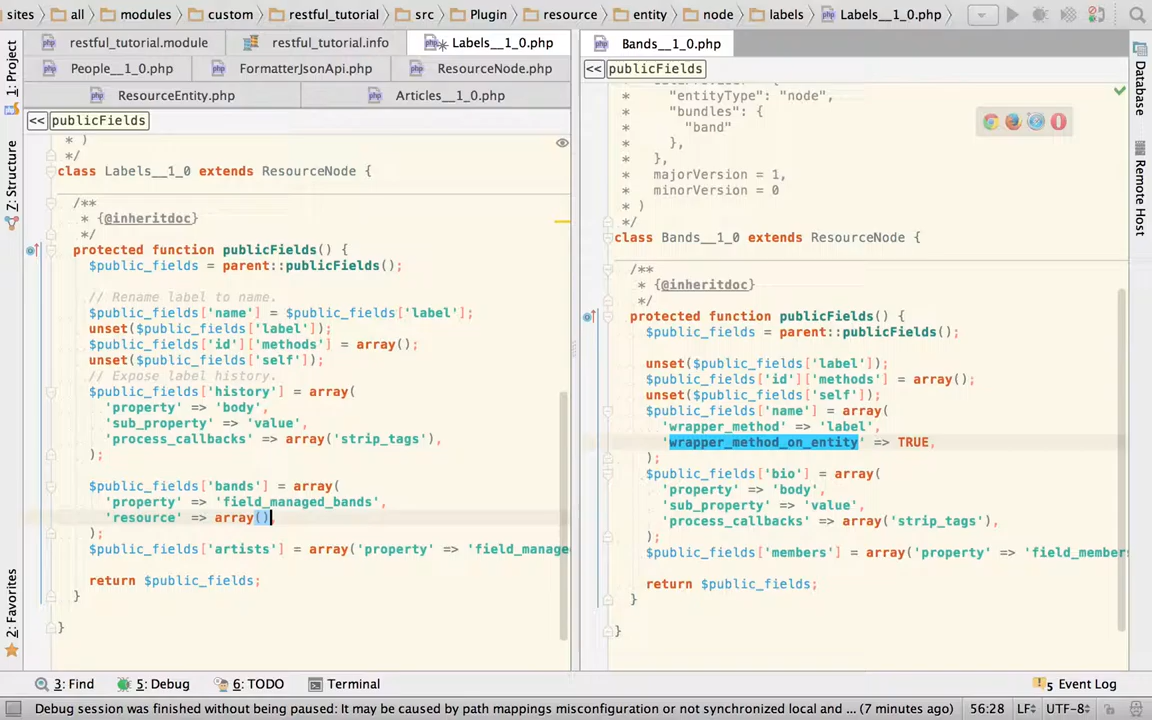 sites all modules custom restful_tutorial src Plugin resource entity node labels Labels__1_0.php
restful_tutorial.module restful_tutorial.info Labels__1_0.php
People__1_0.php FormatterJsonApi.php ResourceNode.php
ResourceEntity.php Articles__1_0.php
<< publicFields
* )
*/
class Labels__1_0 extends ResourceNode {
/**
* {@inheritdoc}
*/
protected function publicFields() {
$public_fields = parent::publicFields();
// Rename label to name.
$public_fields['name'] = $public_fields['label'];
unset($public_fields['label']);
$public_fields['id']['methods'] = array();
unset($public_fields['self']);
// Expose label history.
$public_fields['history'] = array(
'property' => 'body',
'sub_property' => 'value',
'process_callbacks' => array('strip_tags'),
);
$public_fields['bands'] = array(
'property' => 'field_managed_bands',
'resource' => array(),
);
$public_fields['artists'] = array('property' => 'field_manage
return $public_fields;
}
}
Bands__1_0.php
<< publicFields
* "entityType": "node",
* "bundles": {
* "band"
* },
* },
* majorVersion = 1,
* minorVersion = 0
* )
*/
class Bands__1_0 extends ResourceNode {
/**
* {@inheritdoc}
*/
protected function publicFields() {
$public_fields = parent::publicFields();
unset($public_fields['label']);
$public_fields['id']['methods'] = array();
unset($public_fields['self']);
$public_fields['name'] = array(
'wrapper_method' => 'label',
'wrapper_method_on_entity' => TRUE,
);
$public_fields['bio'] = array(
'property' => 'body',
'sub_property' => 'value',
'process_callbacks' => array('strip_tags'),
);
$public_fields['members'] = array('property' => 'field_member
return $public_fields;
}
}
1: Project
Z: Structure
2: Favorites
Database
Remote Host
3: Find 5: Debug 6: TODO Terminal 5 Event Log
Debug session was finished without being paused: It may be caused by path mappings misconfiguration or not synchronized local and ... (7 minutes ago) 56:28 LF UTF-8